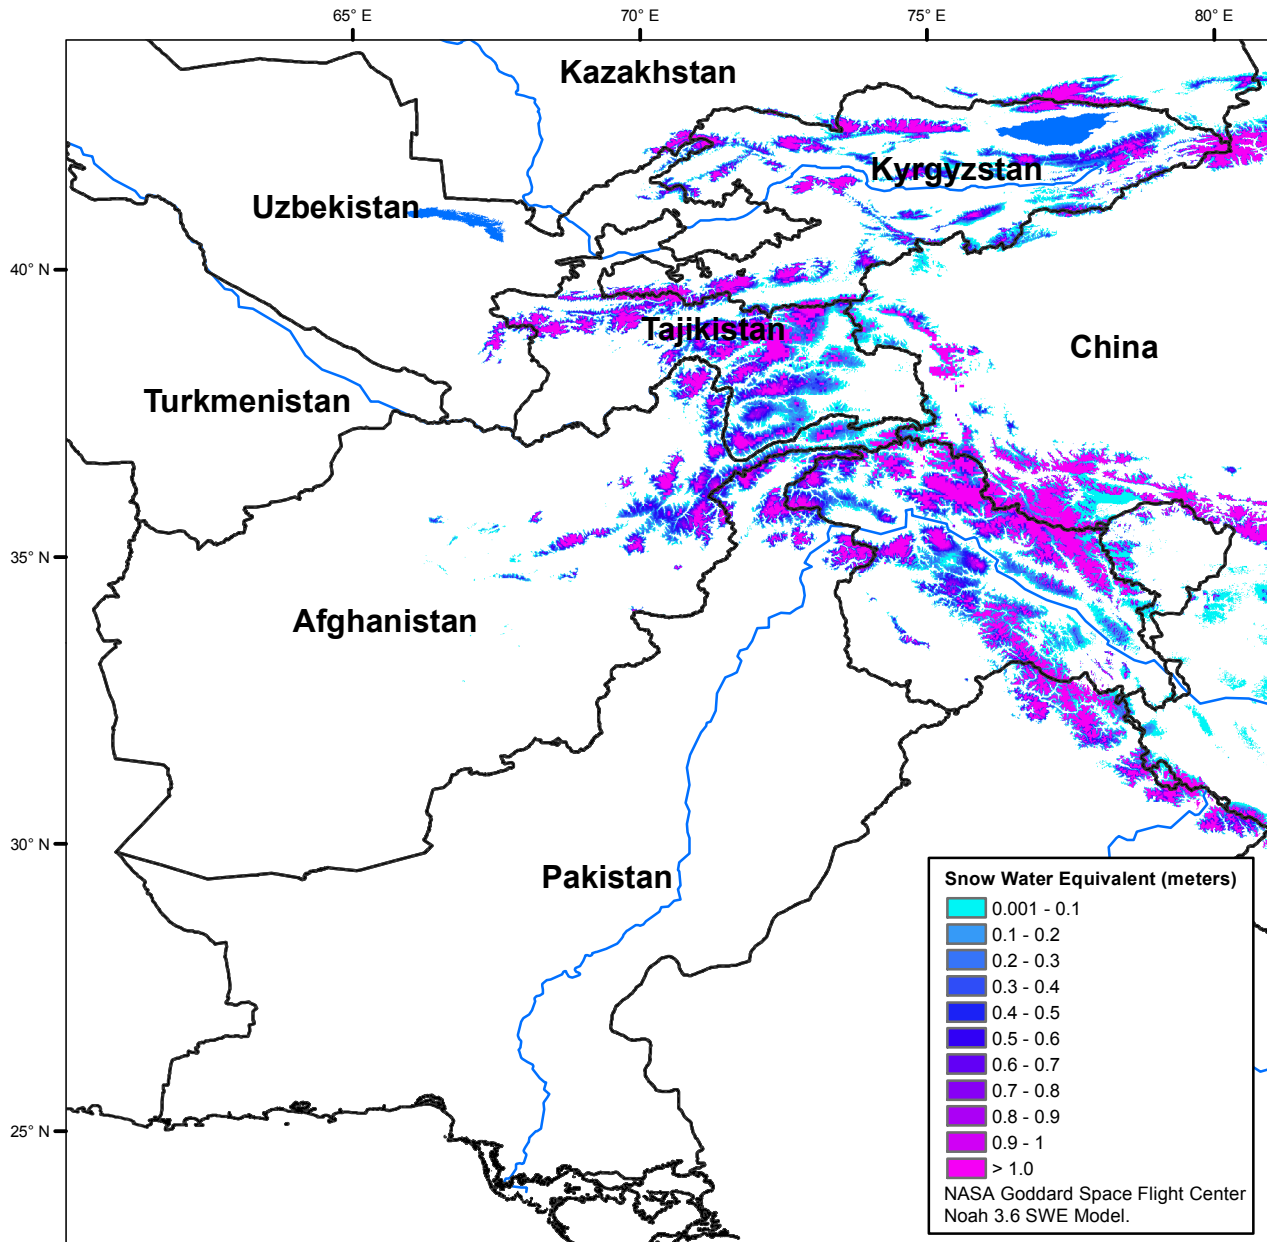 65° E
70° E
75° E
80° E
Kazakhstan
Kyrgyzstan
Uzbekistan
40° N
Tajikistan
China
Turkmenistan
35° N
Afghanistan
30° N
Pakistan
25° N
Snow Water Equivalent (meters)
0.001 - 0.1
0.1 - 0.2
0.2 - 0.3
0.3 - 0.4
0.4 - 0.5
0.5 - 0.6
0.6 - 0.7
0.7 - 0.8
0.8 - 0.9
0.9 - 1
> 1.0
NASA Goddard Space Flight Center
Noah 3.6 SWE Model.